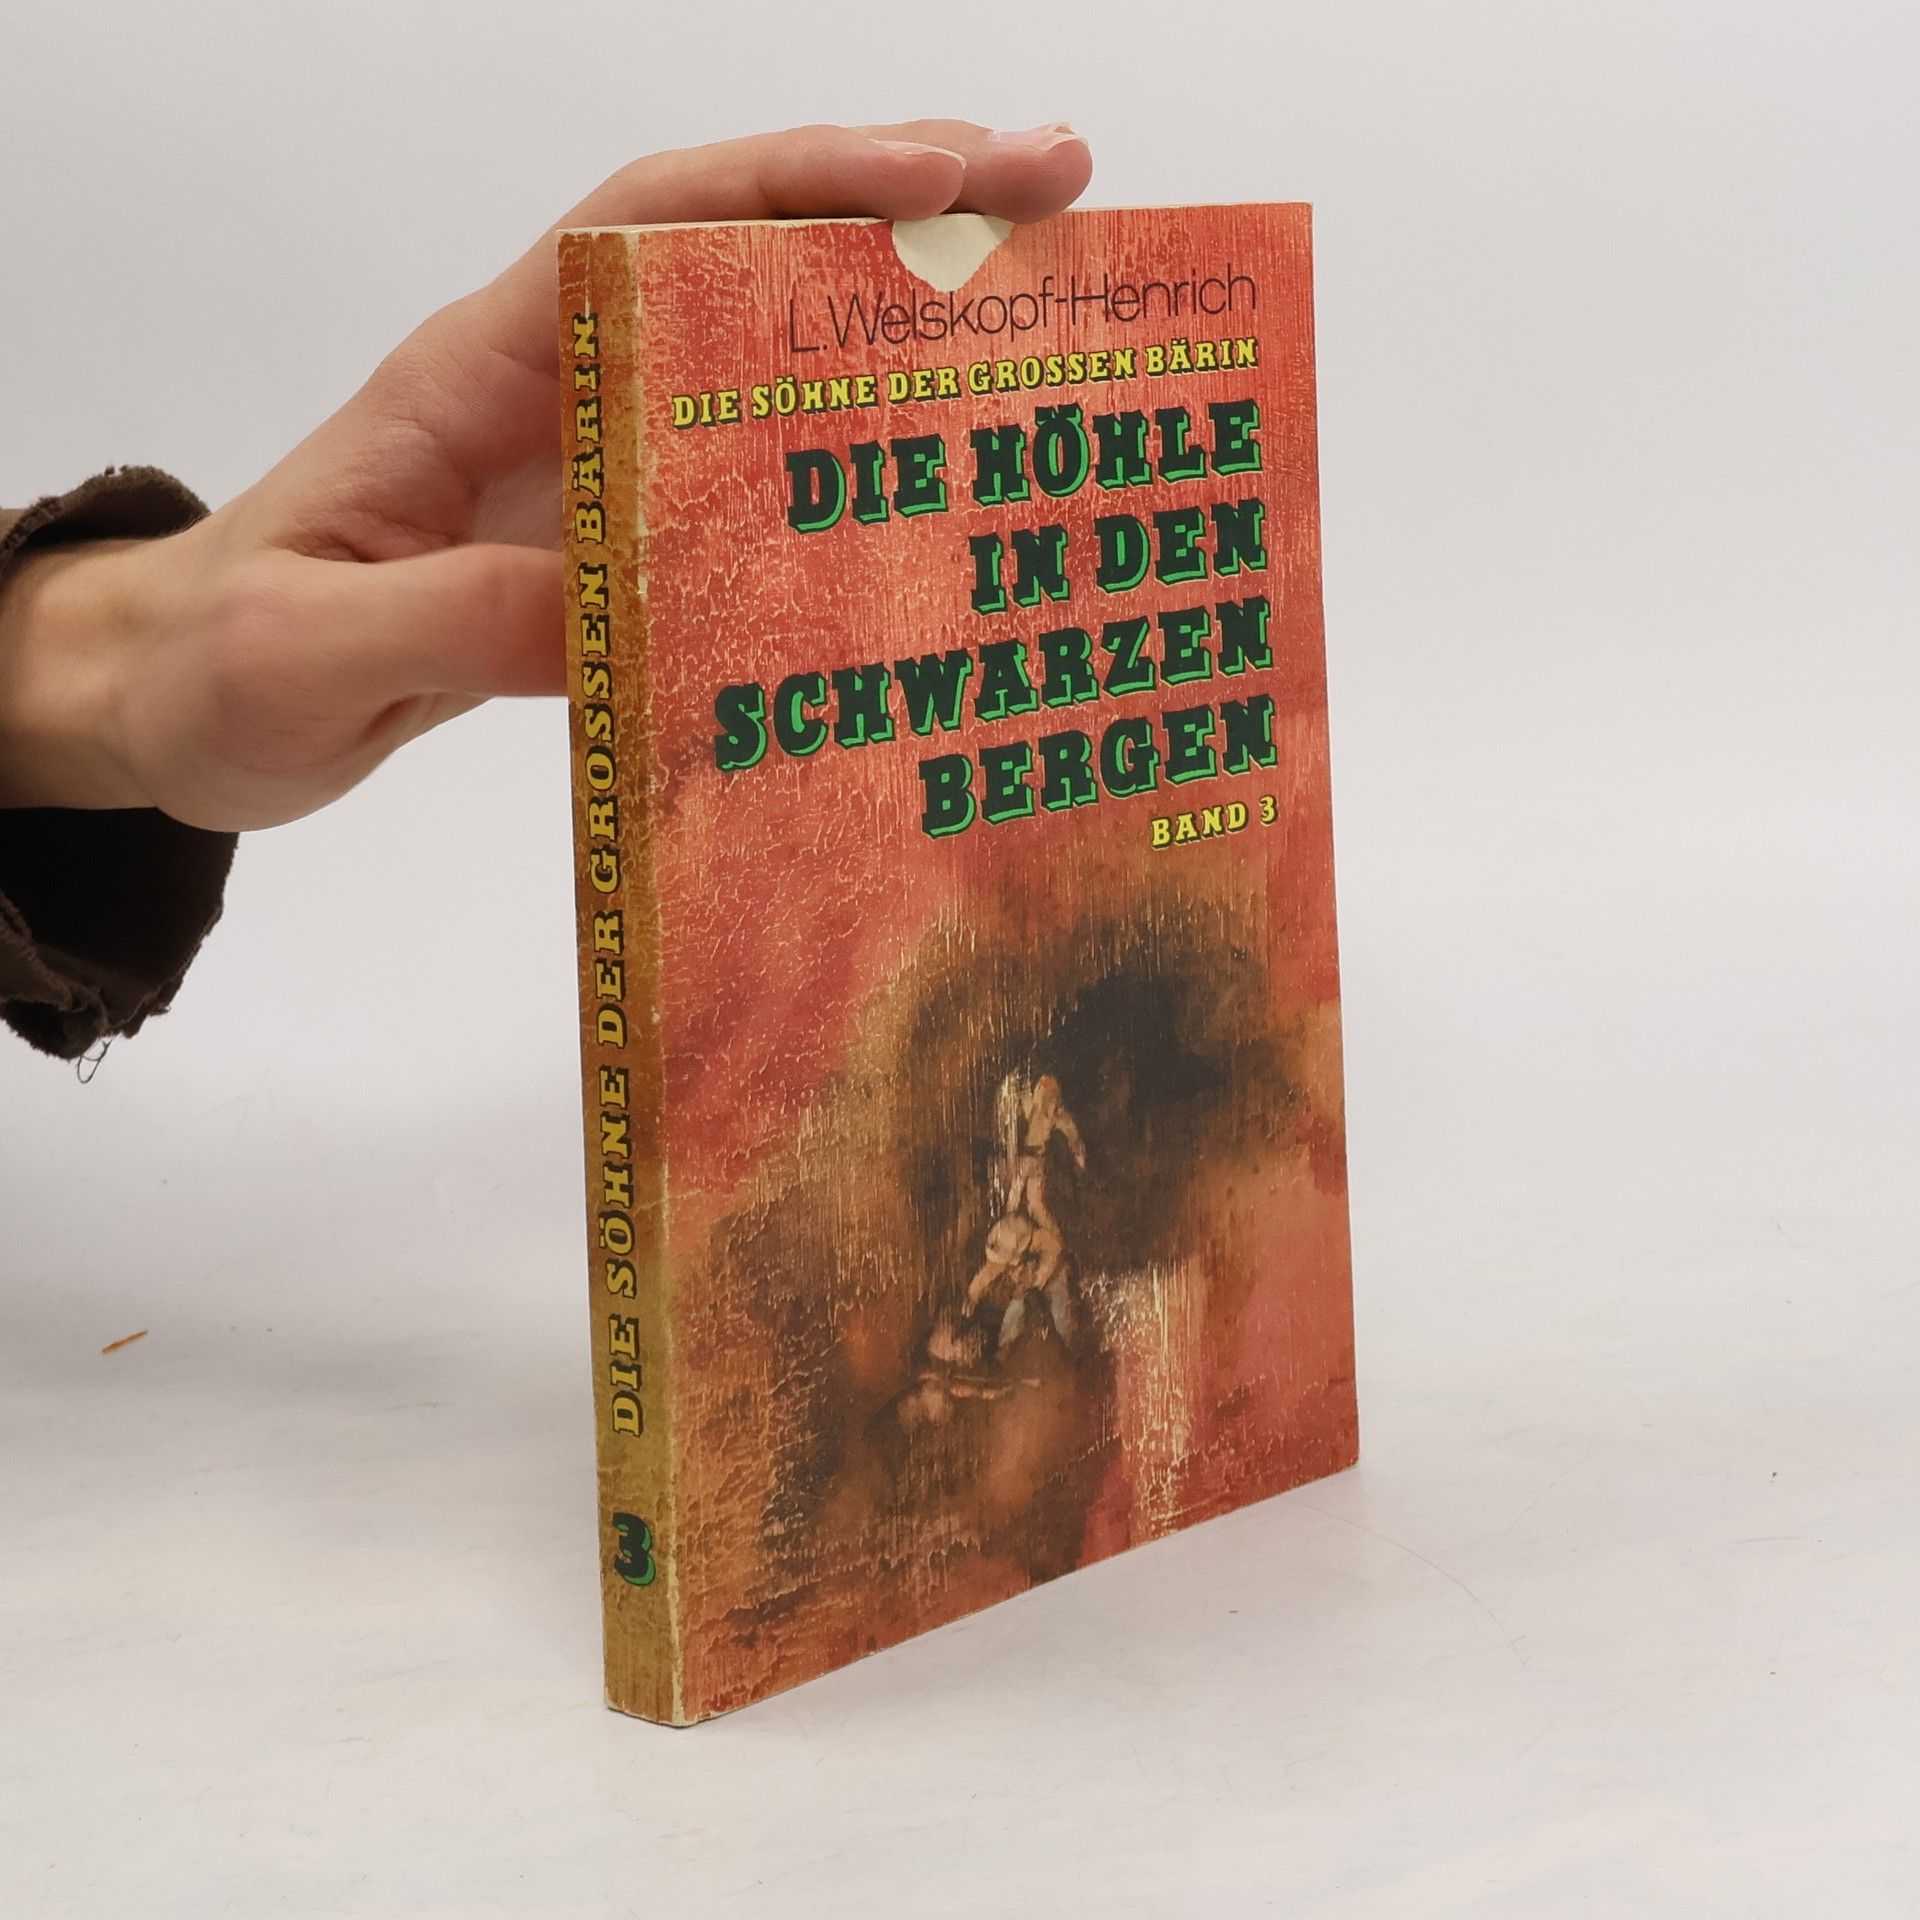 DIE SÖHNE DER GROSSEN BÄRIN
3
L. Welskopf-Henrich
DIE SÖHNE DER GROSSEN BÄRIN
DIE HÖHLE
IN DEN
SCHWARZEN
BERGEN
BAND 3